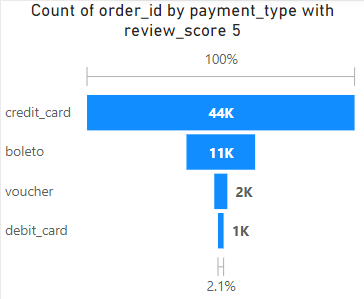 Count of order_id by payment_type with
review_score 5
100%
credit_card 44K
boleto 11K
voucher 2K
debit_card 1K
2.1%